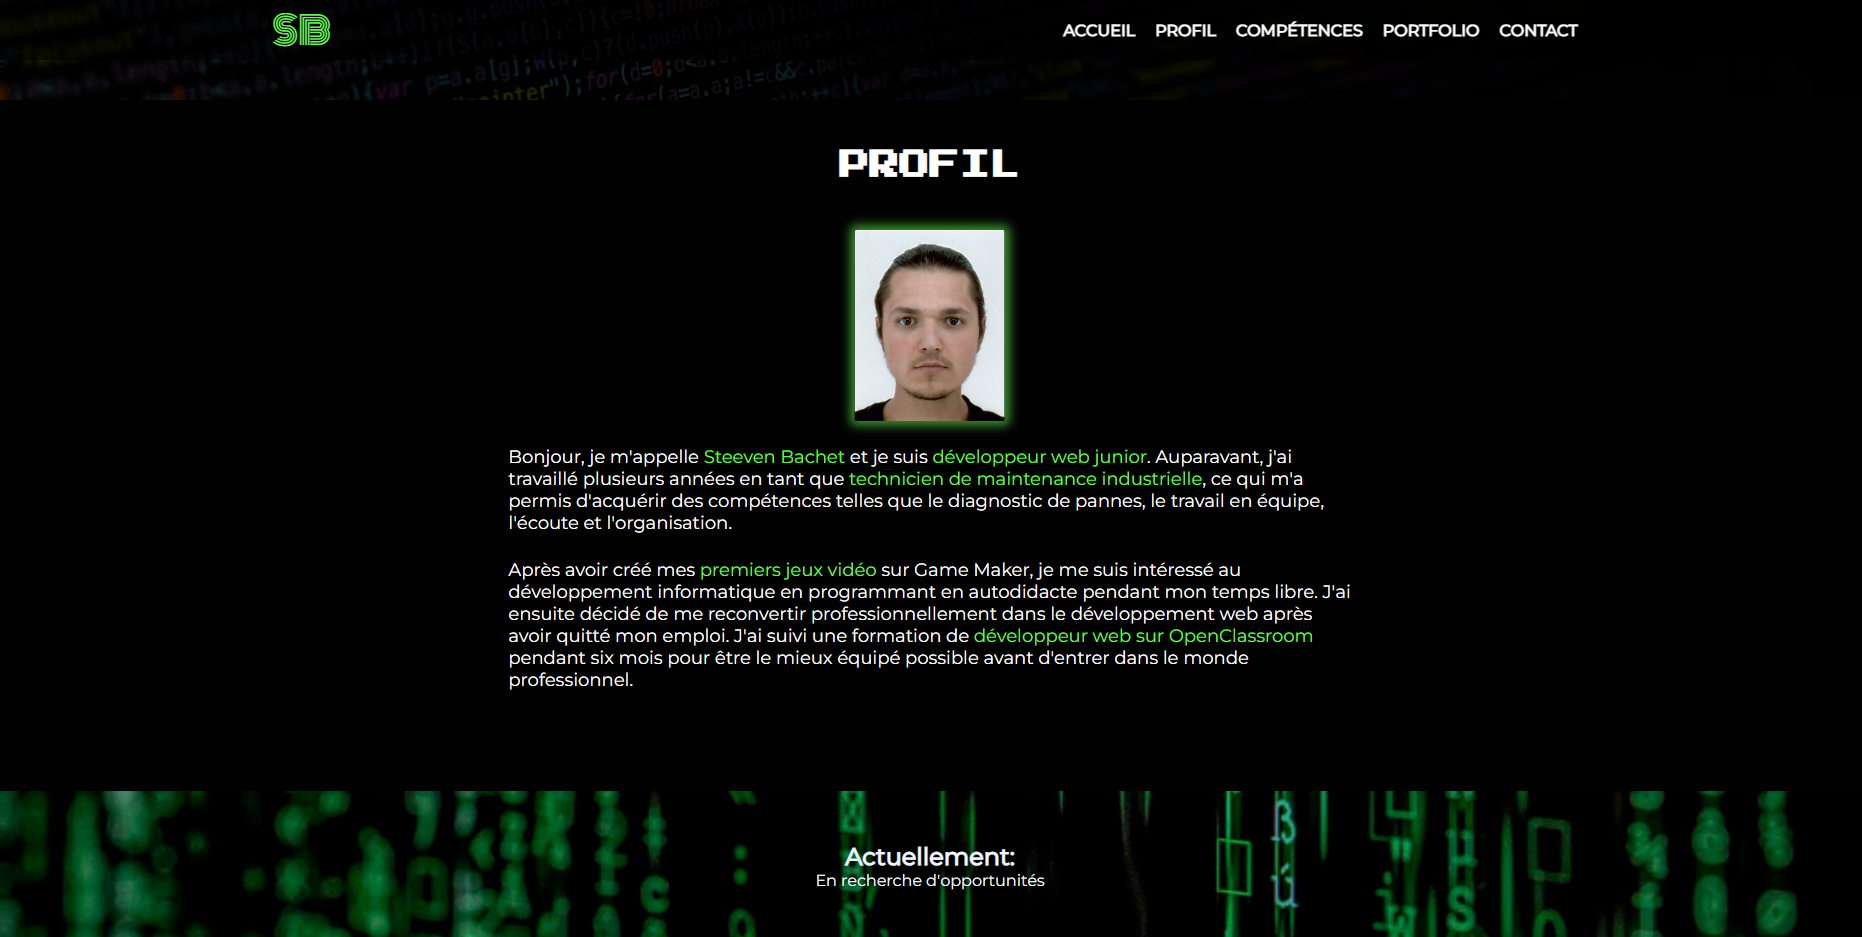 SB
ACCUEIL PROFIL COMPÉTENCES PORTFOLIO CONTACT
PROFIL
Bonjour, je m'appelle Steeven Bachet et je suis développeur web junior. Auparavant, j'ai
travaillé plusieurs années en tant que technicien de maintenance industrielle, ce qui m'a
permis d'acquérir des compétences telles que le diagnostic de pannes, le travail en équipe,
l'écoute et l'organisation.
Après avoir créé mes premiers jeux vidéo sur Game Maker, je me suis intéressé au
développement informatique en programmant en autodidacte pendant mon temps libre. J'ai
ensuite décidé de me reconvertir professionnellement dans le développement web après
avoir quitté mon emploi. J'ai suivi une formation de développeur web sur OpenClassroom
pendant six mois pour être le mieux équipé possible avant d'entrer dans le monde
professionnel.
Actuellement:
En recherche d'opportunités